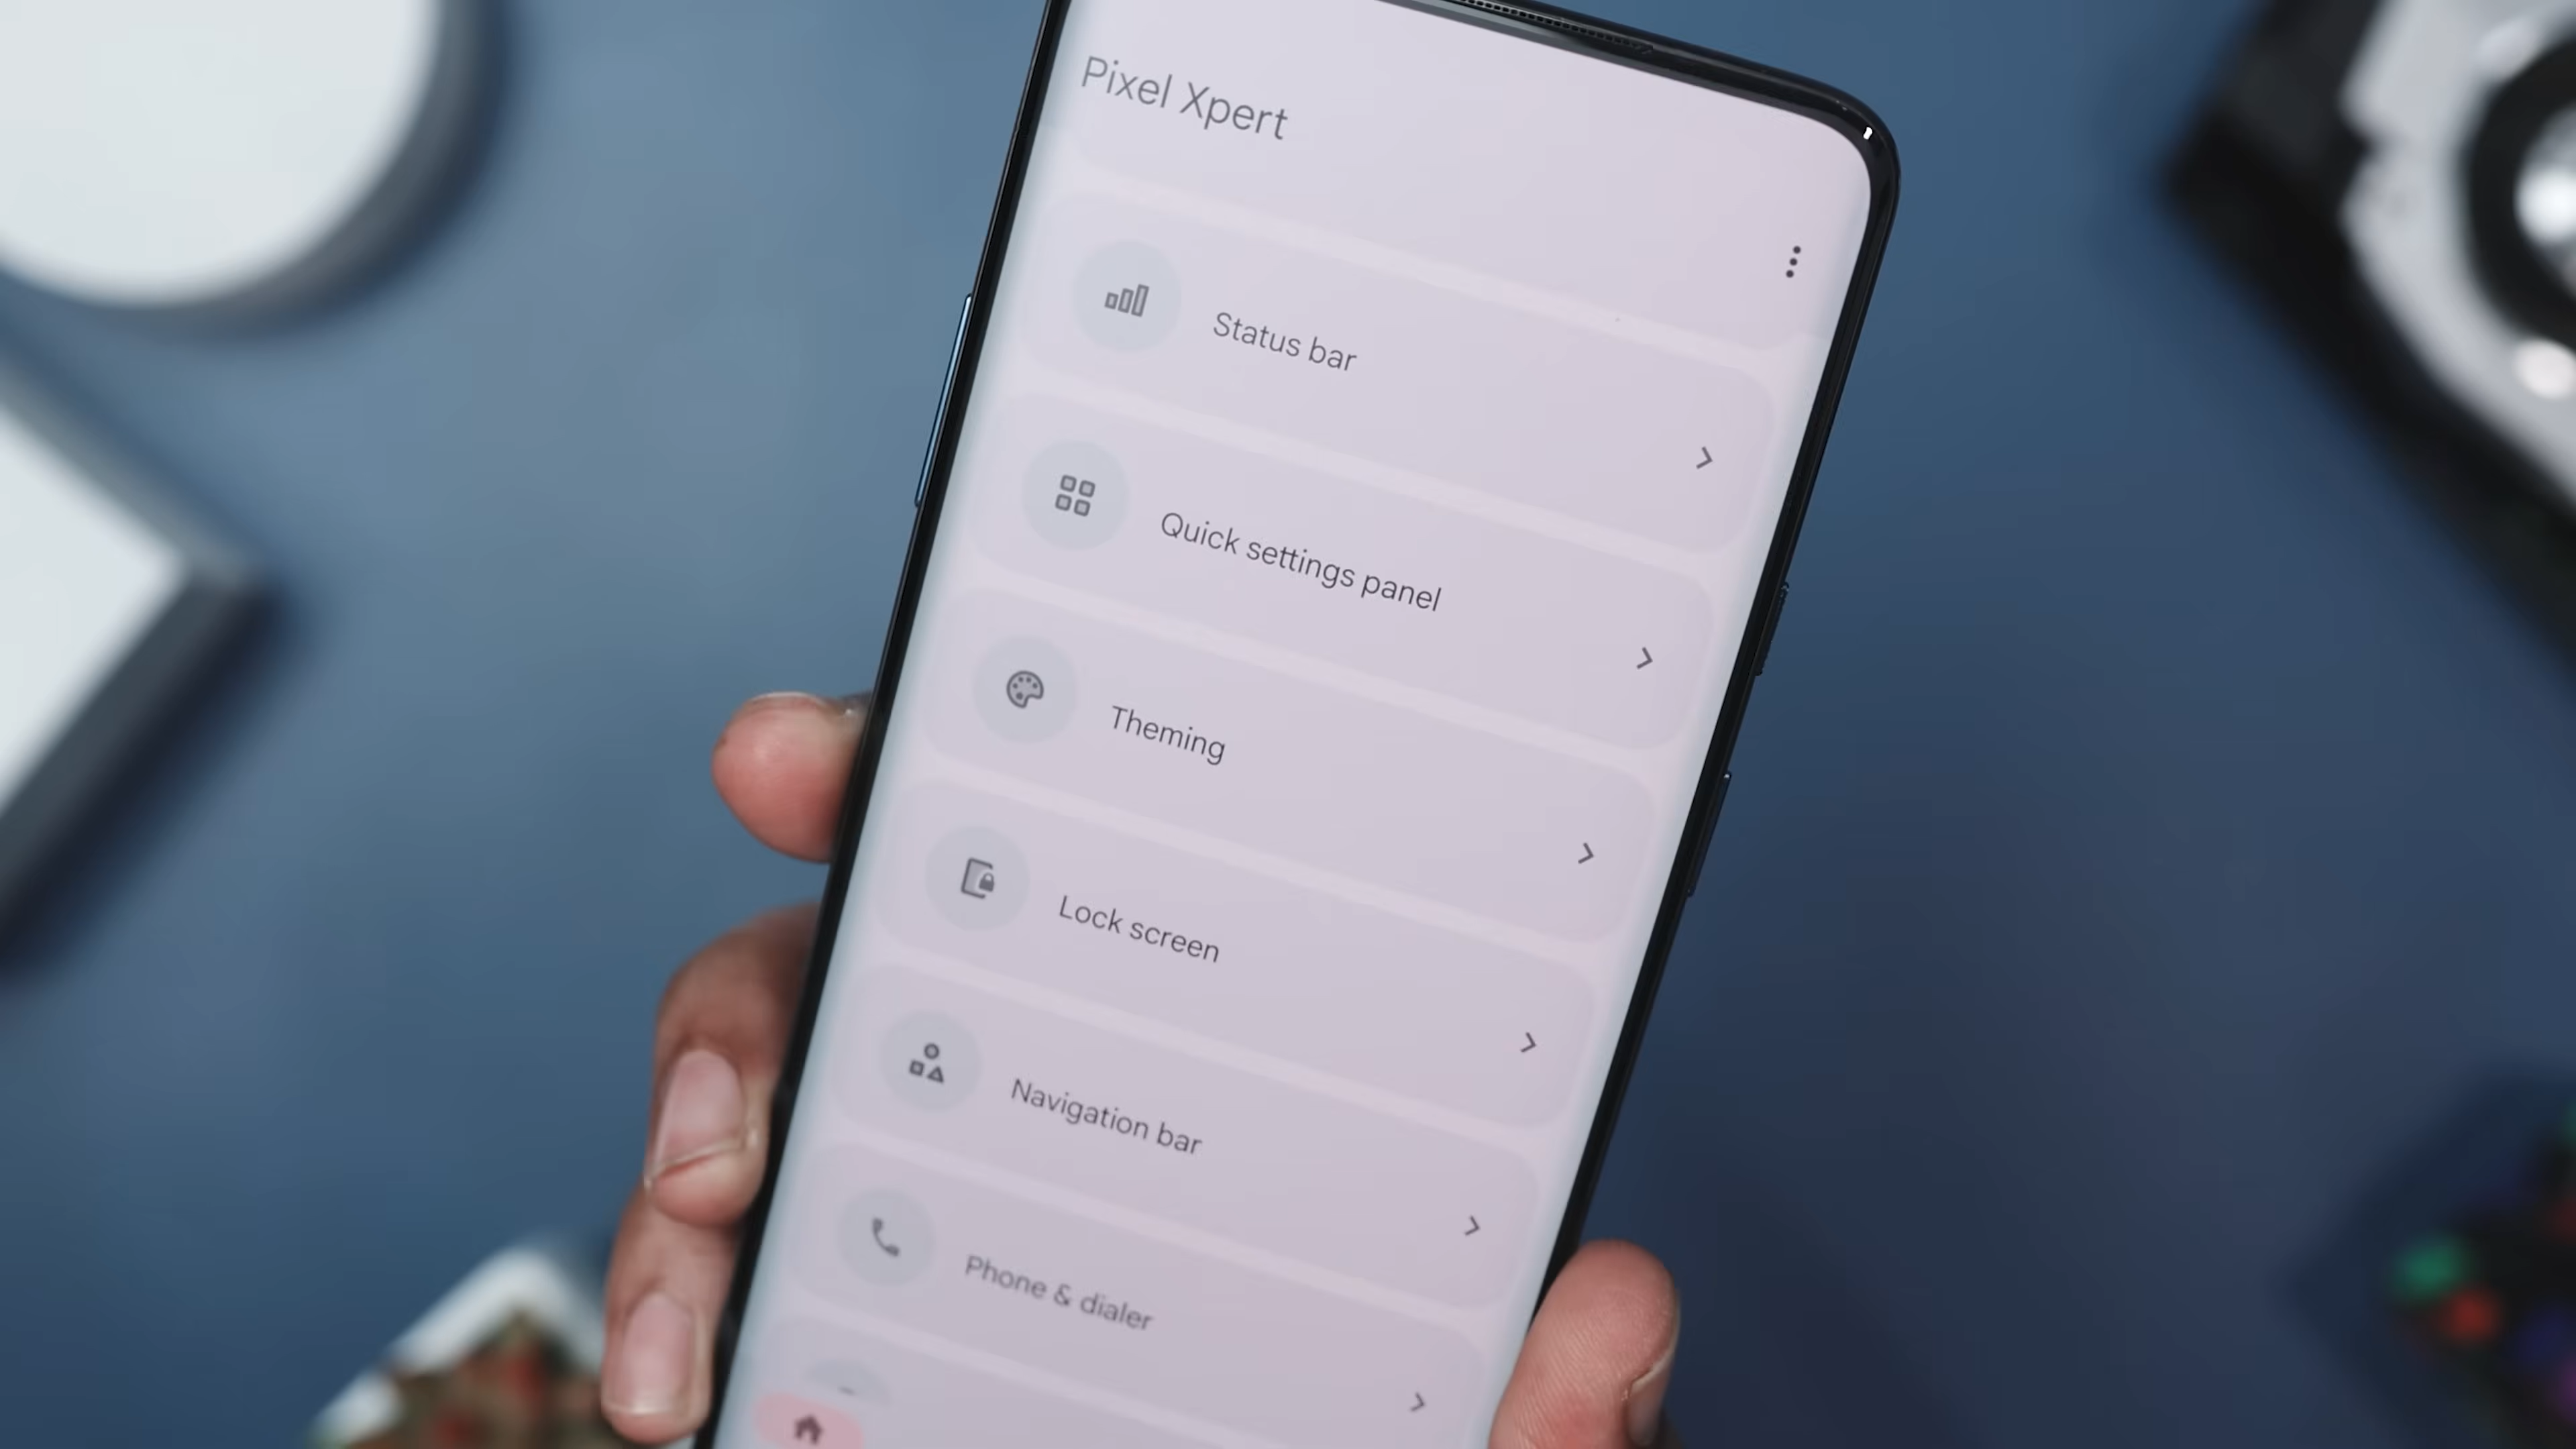 Pixel Xpert
Status bar
Quick settings panel
Theming
Lock screen
Navigation bar
Phone & dialer